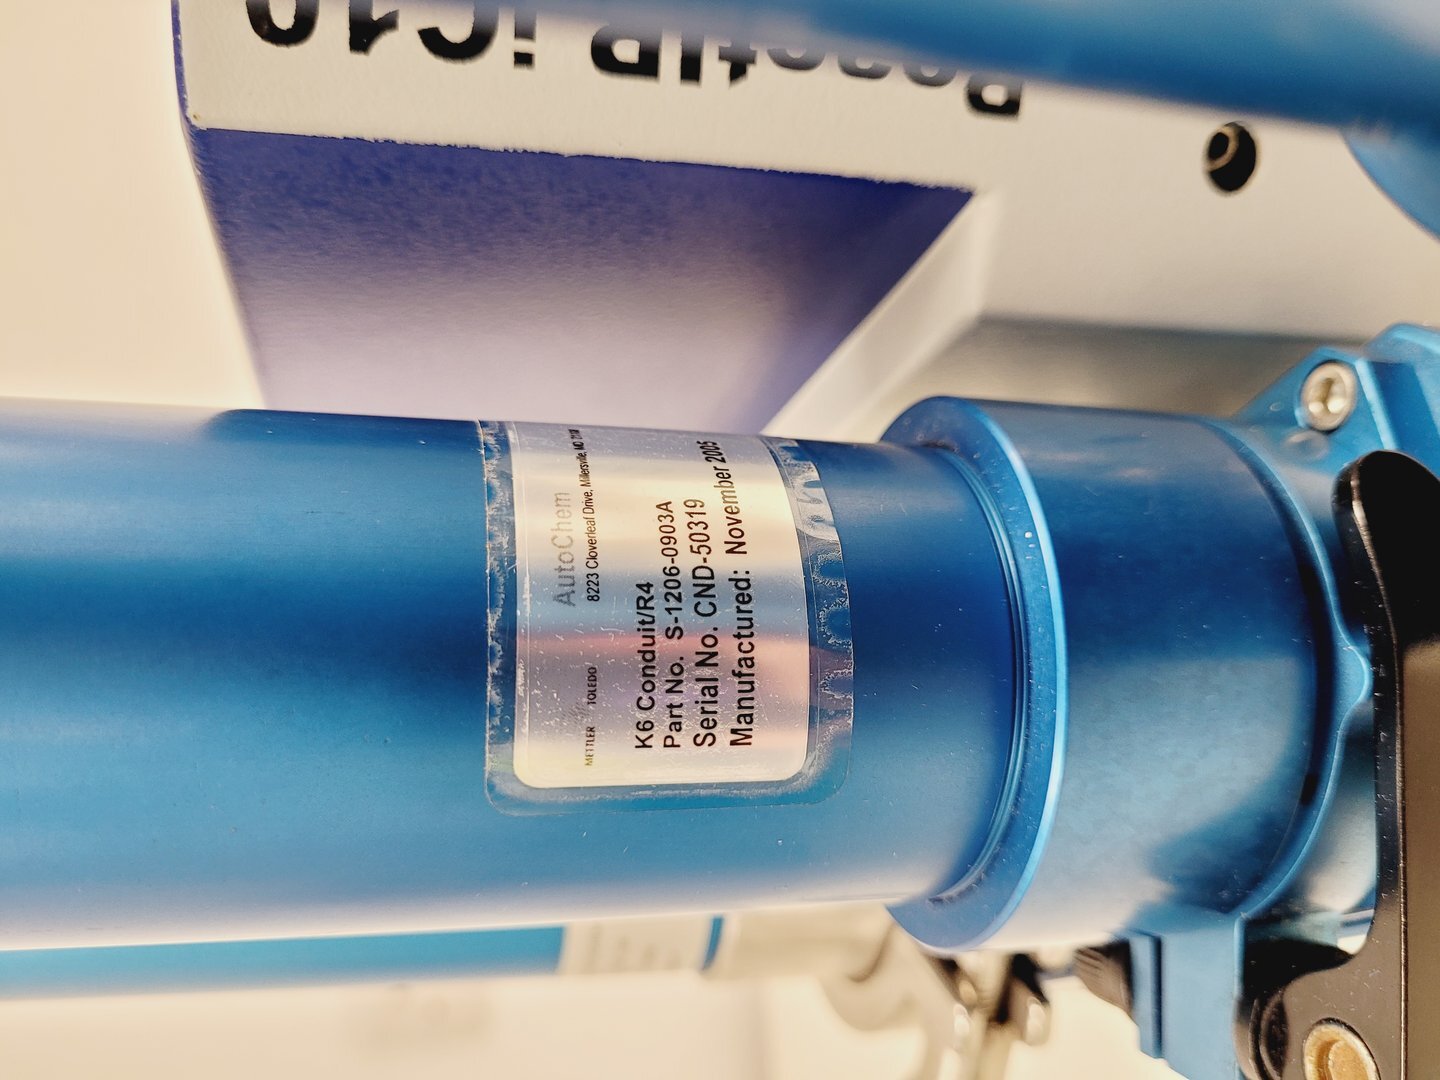 ReactIR iC10
AutoChem
METTLER TOLEDO 8223 Cloverleaf Drive, Millersville, MD 21108
K6 Conduit/R4
Part No. S-1206-0903A
Serial No. CND-50319
Manufactured: November 2005